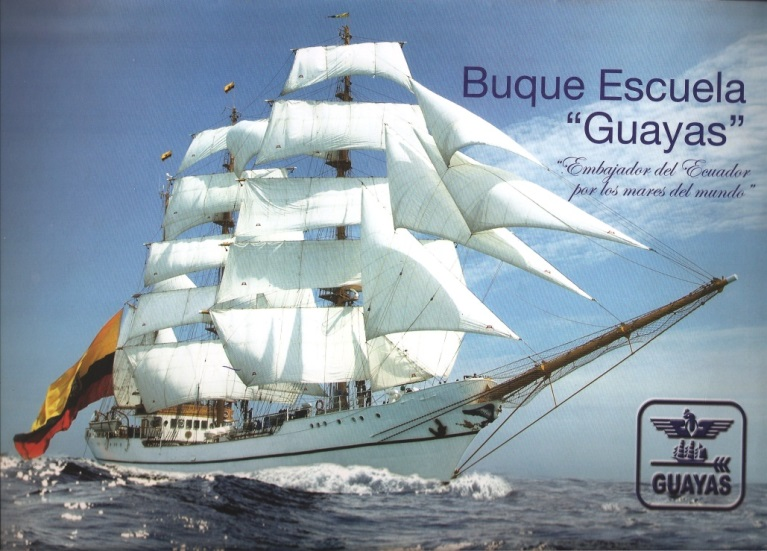 Buque Escuela
“Guayas”
“Embajador del Ecuador
por los mares del mundo”
GUAYAS